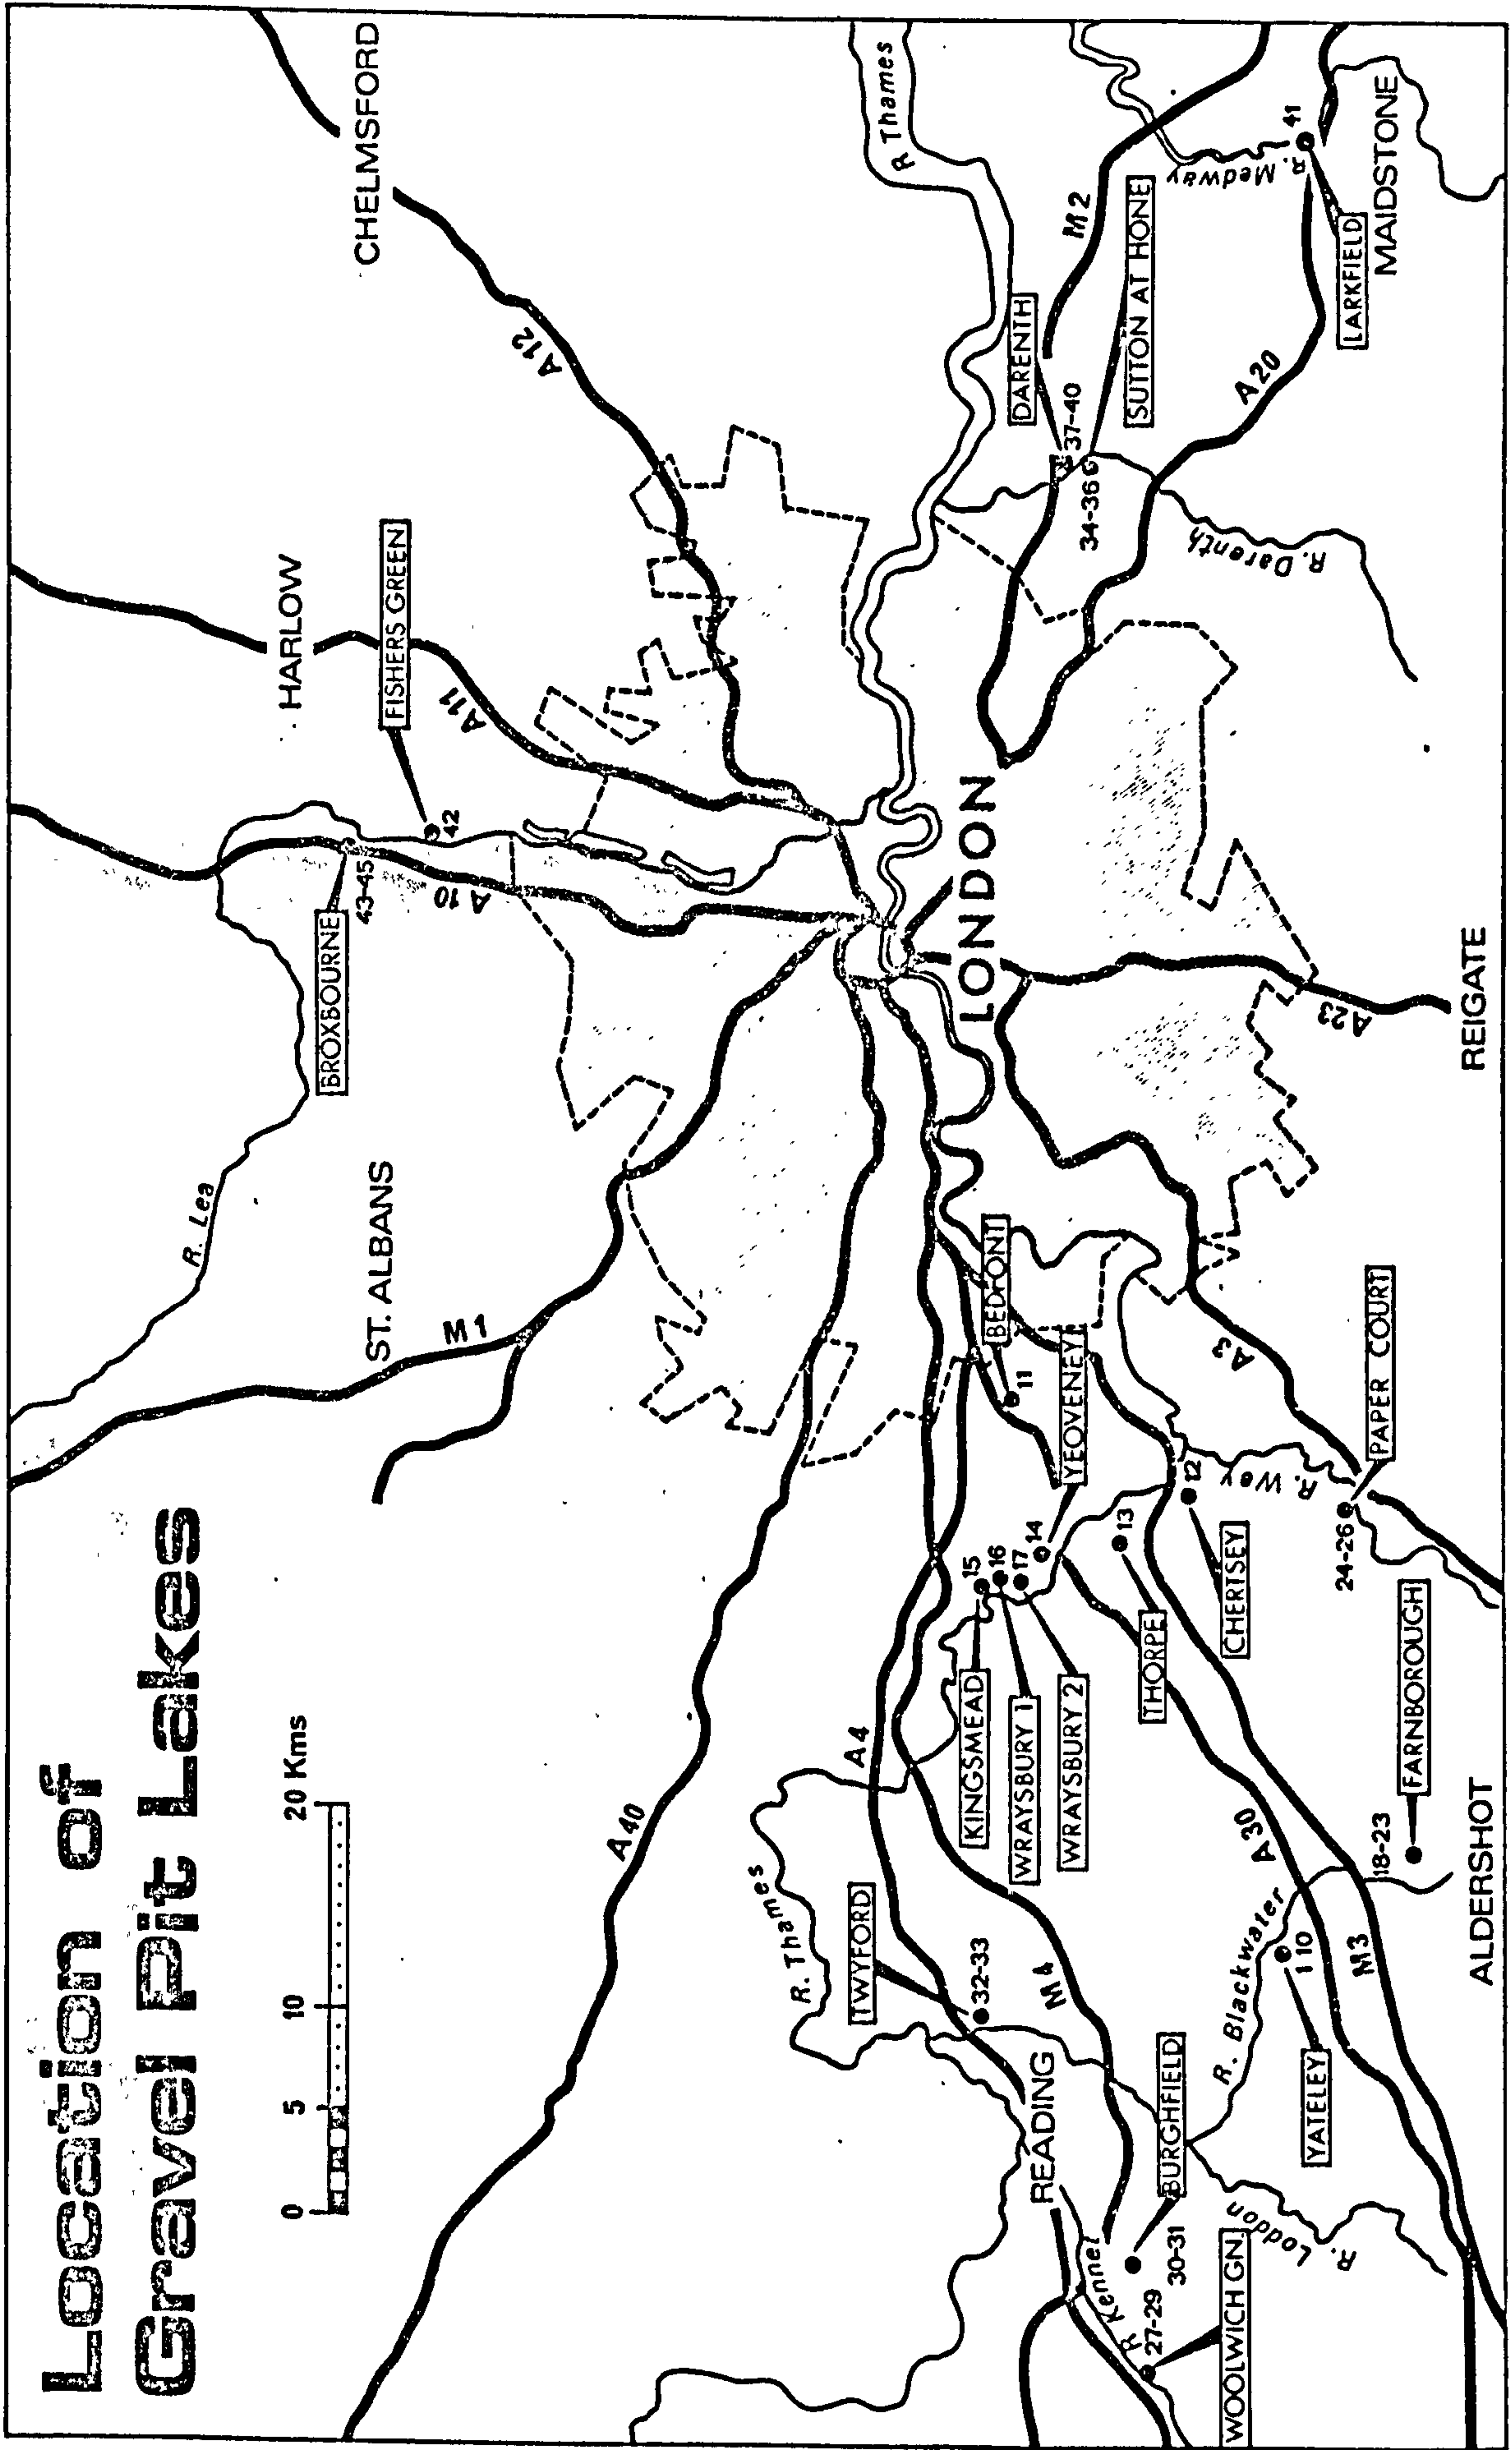 Location of
Gravel Pit Lakes
0 5 10 20 Kms
CHELMSFORD
HARLOW
FISHERS GREEN
42
A11
A12
BROXBOURNE
43-45
A10
R. Lea
ST. ALBANS
M1
A40
R Thames
M2
DARENTH
37-40
SUTTON AT HONE
34-36
R. Darenth
A20
R. Medway
41
LARKFIELD
MAIDSTONE
LONDON
A23
REIGATE
BEDFONT
11
YEOVENEY
14
A3
PAPER COURT
24-26
R. Wey
12
CHERTSEY
13
THORPE
15
16
17
KINGSMEAD
WRAYSBURY 1
WRAYSBURY 2
A4
R. Thames
TWYFORD
32-33
M4
A30
M3
18-23
FARNBOROUGH
ALDERSHOT
R. Blackwater
1 10
YATELEY
READING
BURGHFIELD
30-31
R. Loddon
R Kennet
27-29
WOOLWICH GN.